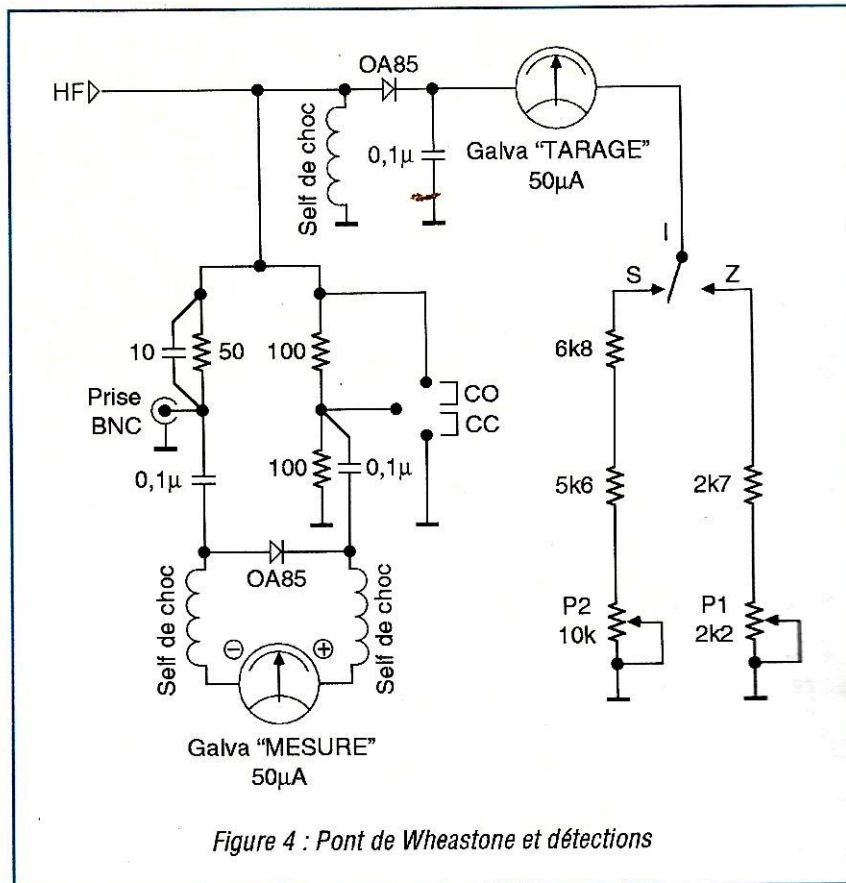 OA85
HF
Self de choc
0,1µ
Galva "TARAGE"
50µA
I
S
Z
10
50
100
6k8
Prise
BNC
CO
CC
0,1µ
100
0,1µ
5k6
2k7
OA85
Self de choc
Self de choc
P2
10k
P1
2k2
Galva "MESURE"
50µA
Figure 4 : Pont de Wheastone et détections